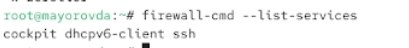 root@mayorovda:~# firewall-cmd --list-services
cockpit dhcpv6-client ssh